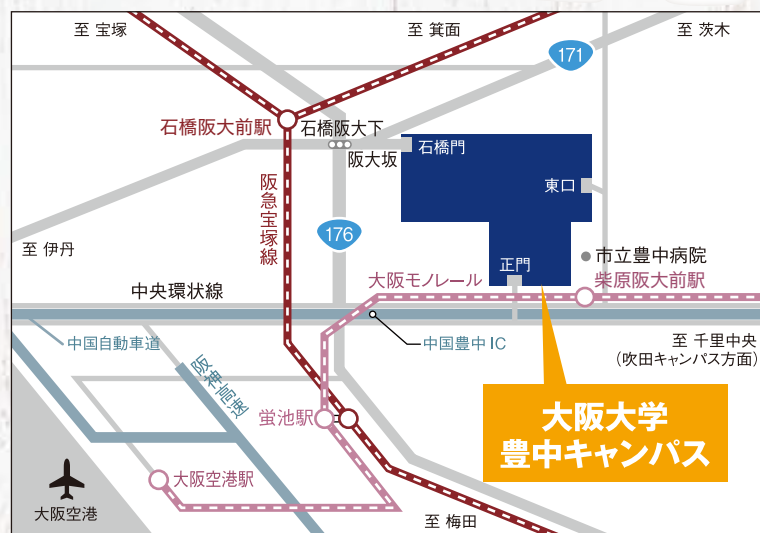 至 宝塚
至 箕面
171
至 茨木
石橋阪大前駅
石橋阪大下
阪大坂
石橋門
東口
阪急宝塚線
176
至 伊丹
市立豊中病院
正門
大阪モノレール
柴原阪大前駅
中央環状線
中国自動車道
中国豊中 IC
至 千里中央
(吹田キャンパス方面)
阪神高速
蛍池駅
大阪大学
豊中キャンパス
大阪空港駅
大阪空港
至 梅田